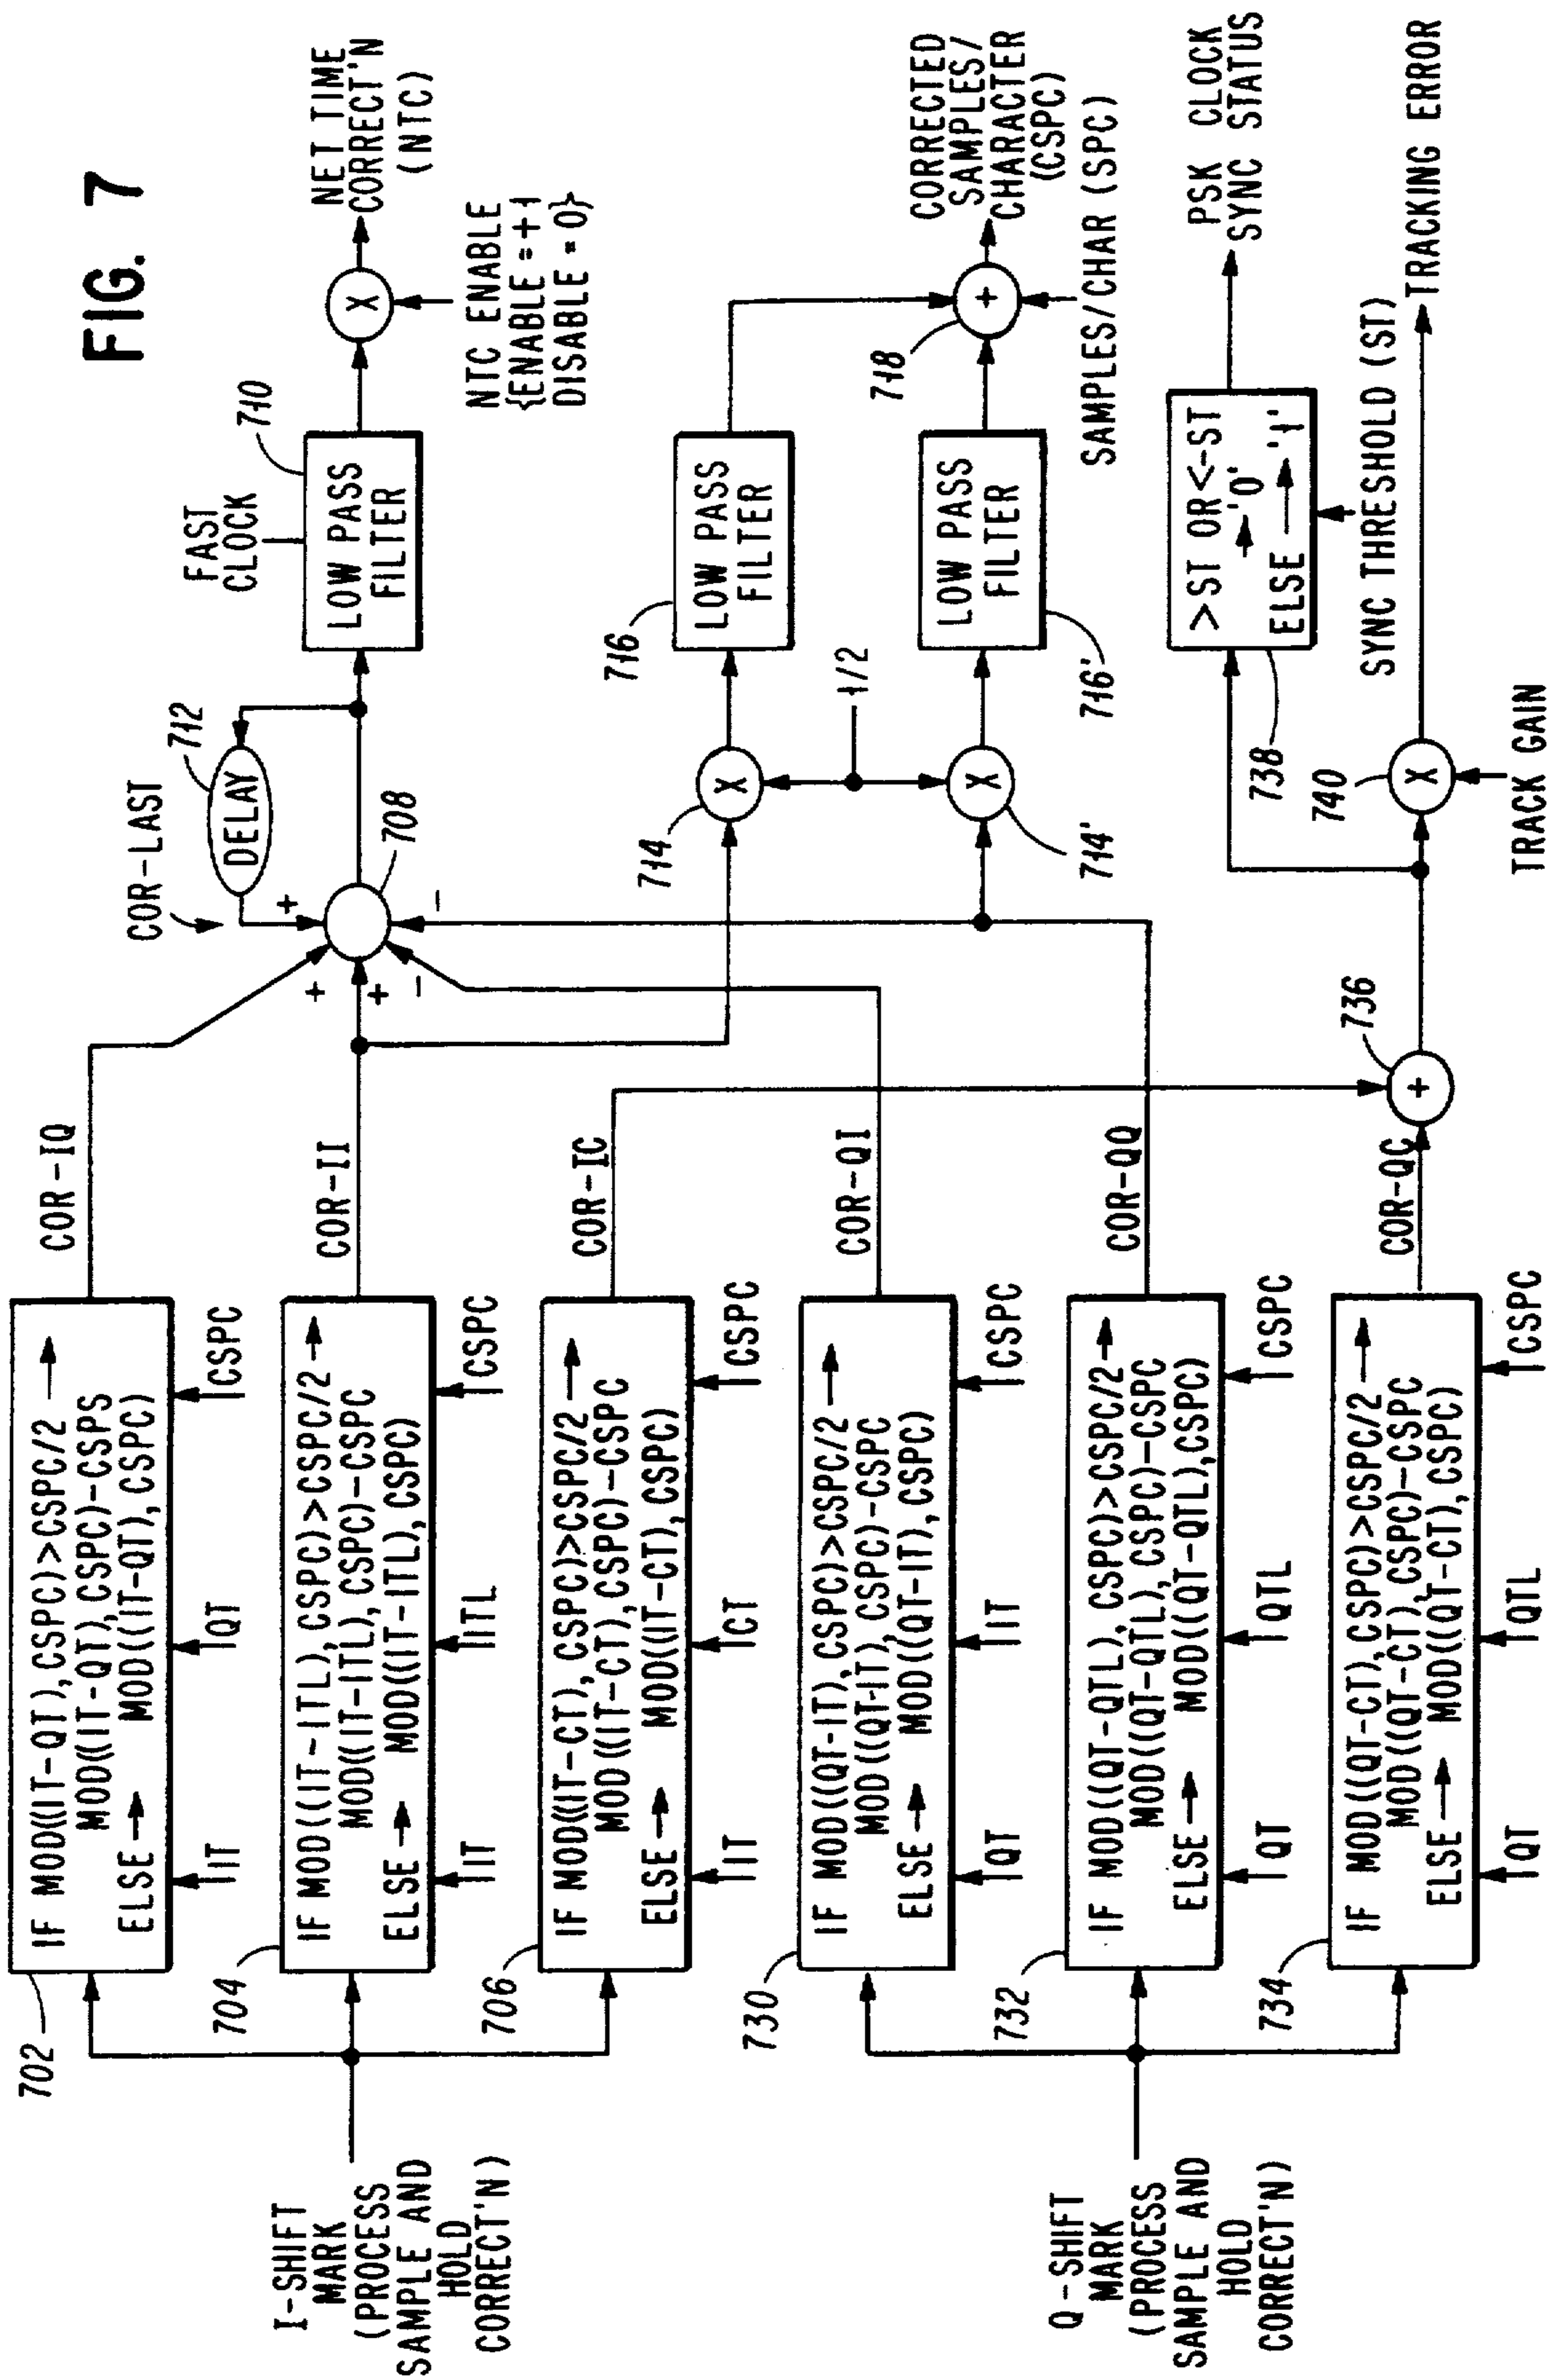 FIG. 7
I-SHIFT
MARK
(PROCESS
SAMPLE AND
HOLD
CORRECT'N)
702
IF MOD((IT-QT),CSPC)>CSPC/2→
MOD((IT-QT),CSPC)-CSPS
ELSE→ MOD((IT-QT),CSPC)
IT
QT
CSPC
COR-IQ
704
IF MOD((IT-ITL),CSPC)>CSPC/2→
MOD((IT-ITL),CSPC)-CSPC
ELSE→ MOD((IT-ITL),CSPC)
IT
ITL
CSPC
COR-II
706
IF MOD((IT-CT),CSPC)>CSPC/2→
MOD((IT-CT),CSPC)-CSPC
ELSE→ MOD((IT-CT),CSPC)
IT
CT
CSPC
COR-IC
Q-SHIFT
MARK
(PROCESS
SAMPLE AND
HOLD
CORRECT'N)
730
IF MOD((QT-IT),CSPC)>CSPC/2→
MOD((QT-IT),CSPC)-CSPC
ELSE→ MOD((QT-IT),CSPC)
QT
IT
CSPC
COR-QI
732
IF MOD((QT-QTL),CSPC)>CSPC/2→
MOD((QT-QTL),CSPC)-CSPC
ELSE→ MOD((QT-QTL),CSPC)
QT
QTL
CSPC
COR-QQ
734
IF MOD((QT-CT),CSPC)>CSPC/2→
MOD((QT-CT),CSPC)-CSPC
ELSE→ MOD((QT-CT),CSPC)
QT
QTL
CSPC
COR-QC
COR-LAST
DELAY
712
+
+
+
-
-
708
FAST
CLOCK
710
LOW PASS
FILTER
X
NET TIME
CORRECT'N
(NTC)
NTC ENABLE
{ENABLE=+1
DISABLE=0}
714
X
716
LOW PASS
FILTER
1/2
714'
X
716'
LOW PASS
FILTER
718
+
CORRECTED
SAMPLES/
CHARACTER
(CSPC)
SAMPLES/CHAR (SPC)
736
+
738
>ST OR<-ST
→'0'
ELSE→'1'
PSK CLOCK
SYNC STATUS
SYNC THRESHOLD (ST)
740
X
TRACK GAIN
TRACKING ERROR